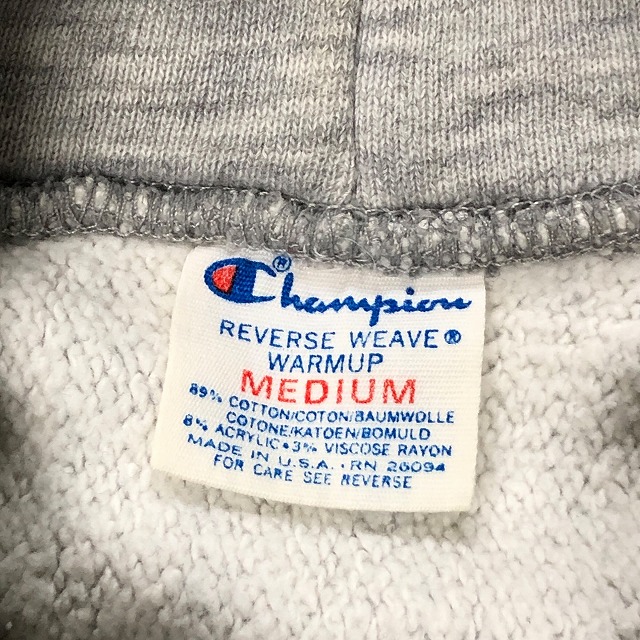 Champion®
REVERSE WEAVE®
WARMUP
MEDIUM
89% COTTON/COTON/BAUMWOLLE
COTONE/KATOEN/BOMULD
8% ACRYLIC • 3% VISCOSE RAYON
MADE IN U.S.A. · RN 26094
FOR CARE SEE REVERSE